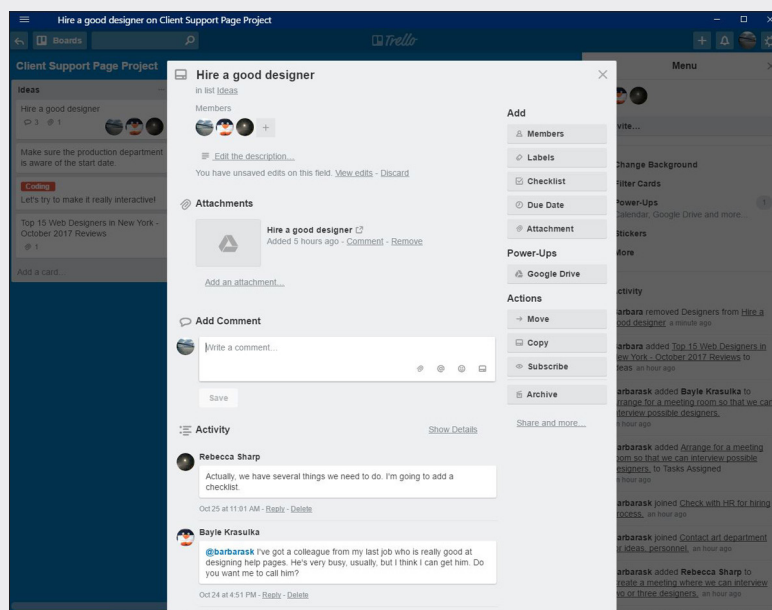 Hire a good designer on Client Support Page Project
Boards
Trello
Client Support Page Project
Ideas
Hire a good designer
3 1
Make sure the production department
is aware of the start date.
Coding
Let's try to make it really interactive!
Top 15 Web Designers in New York -
October 2017 Reviews
1
Add a card...
Hire a good designer
in list Ideas
Members
Edit the description...
You have unsaved edits on this field. View edits - Discard
Attachments
Hire a good designer
Added 5 hours ago - Comment - Remove
Add an attachment...
Add Comment
Write a comment...
Save
Activity
Show Details
Rebecca Sharp
Actually, we have several things we need to do. I'm going to add a
checklist.
Oct 25 at 11:01 AM - Reply - Delete
Bayle Krasulka
@barbarask I've got a colleague from my last job who is really good at
designing help pages. He's very busy, usually, but I think I can get him. Do
you want me to call him?
Oct 24 at 4:51 PM - Reply - Delete
Add
Members
Labels
Checklist
Due Date
Attachment
Power-Ups
Google Drive
Actions
Move
Copy
Subscribe
Archive
Share and more...
Menu
vite...
Change Background
Filter Cards
Power-Ups
Calendar, Google Drive and more...
1
Stickers
More
ctivity
arbara removed Designers from Hire a
ood designer a minute ago
arbara added Top 15 Web Designers in
ew York - October 2017 Reviews to
deas an hour ago
arbarask added Bayle Krasulka to
rrange for a meeting room so that we can
nterview possible designers.
n hour ago
arbarask added Arrange for a meeting
oom so that we can interview possible
esigners. to Tasks Assigned
n hour ago
arbarask joined Check with HR for hiring
rocess. an hour ago
arbarask joined Contact art department
or ideas, personnel. an hour ago
arbarask added Rebecca Sharp to
reate a meeting where we can interview
wo or three designers. an hour ago